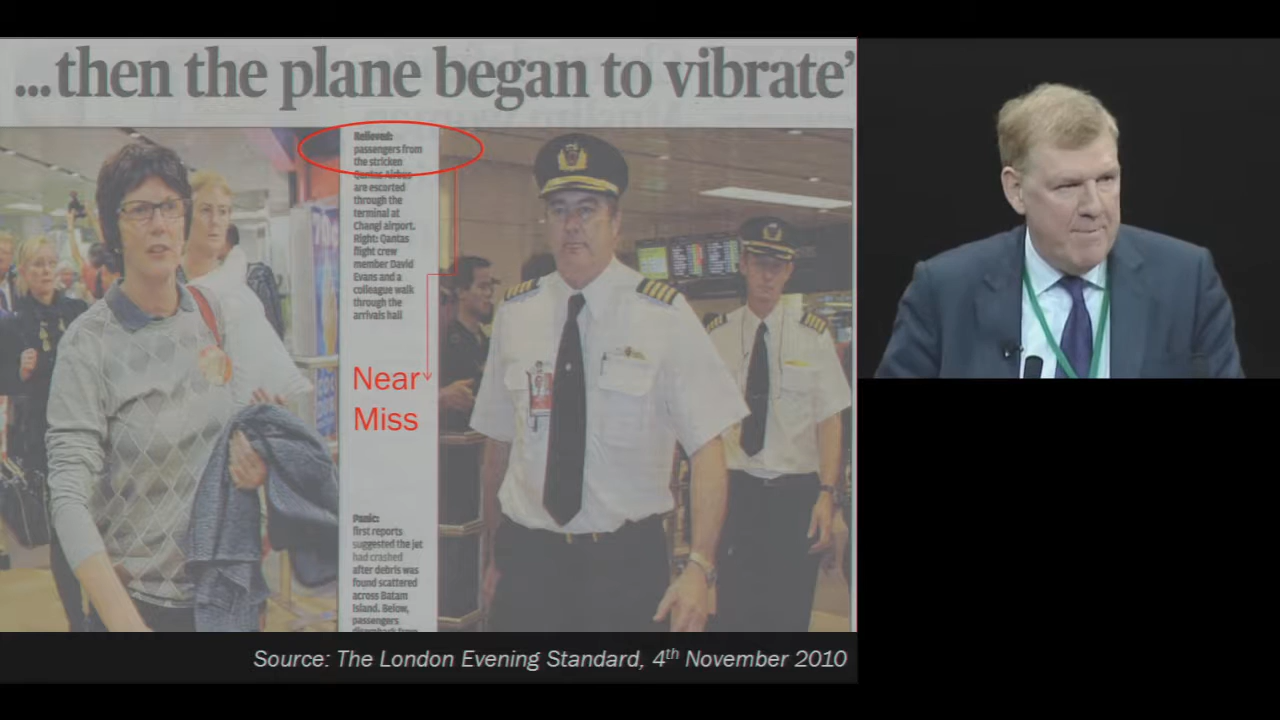 ...then the plane began to vibrate’
Relieved:
passengers from
the stricken
Qantas Airbus
are escorted
through the
terminal at
Changi airport.
Right: Qantas
flight crew
member David
Evans and a
colleague walk
through the
arrivals hall
Near
Miss
Panic:
first reports
suggested the jet
had crashed
after debris was
found scattered
across Batam
Island. Below,
passengers
Source: The London Evening Standard, 4th November 2010